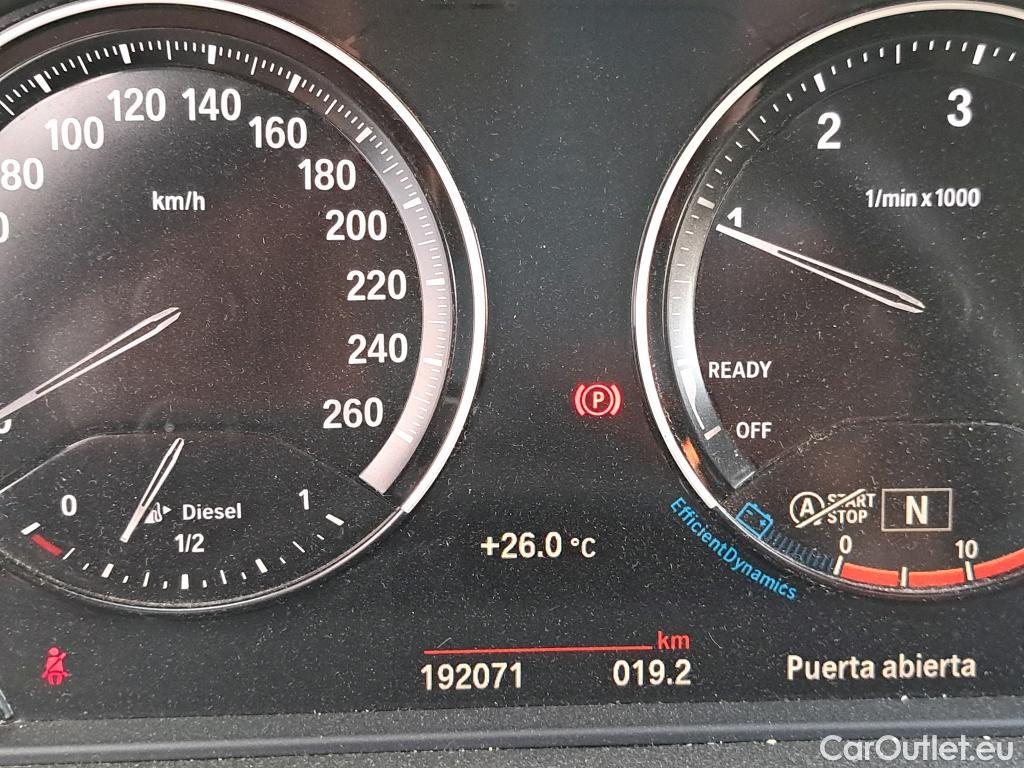 80
100
120
140
160
180
200
220
240
260
km/h
0
1
Diesel
1/2
1
2
3
1/min x 1000
READY
OFF
P
A START
STOP
N
EfficientDynamics
0
10
+26.0 °C
km
192071
019.2
Puerta abierta
CarOutlet.eu